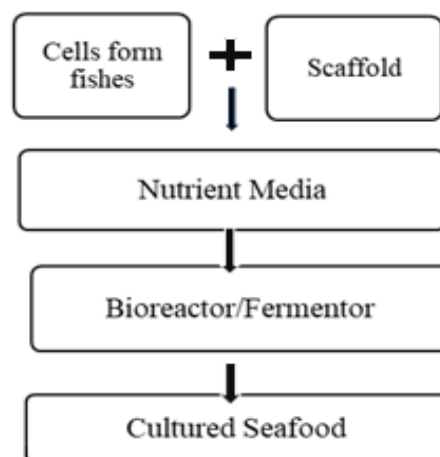 Cells form
fishes
+
Scaffold
Nutrient Media
Bioreactor/Fermentor
Cultured Seafood